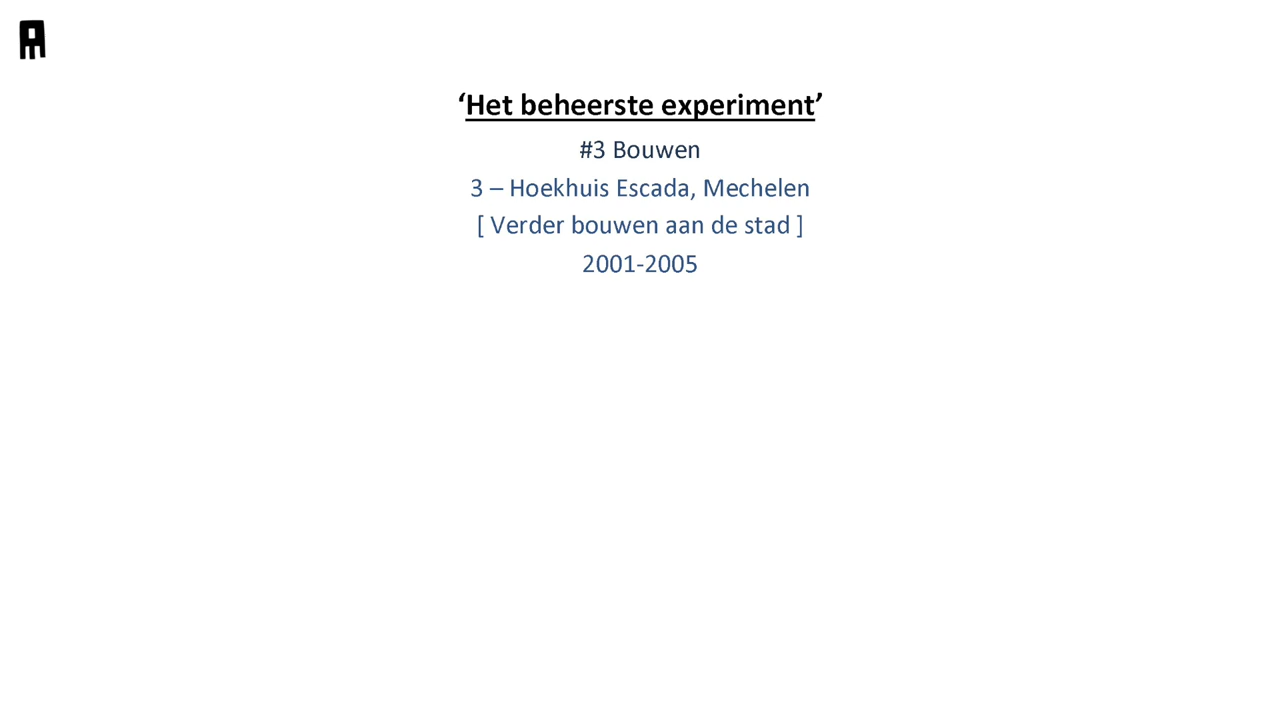 ‘Het beheerste experiment’
#3 Bouwen
3 – Hoekhuis Escada, Mechelen
[ Verder bouwen aan de stad ]
2001-2005